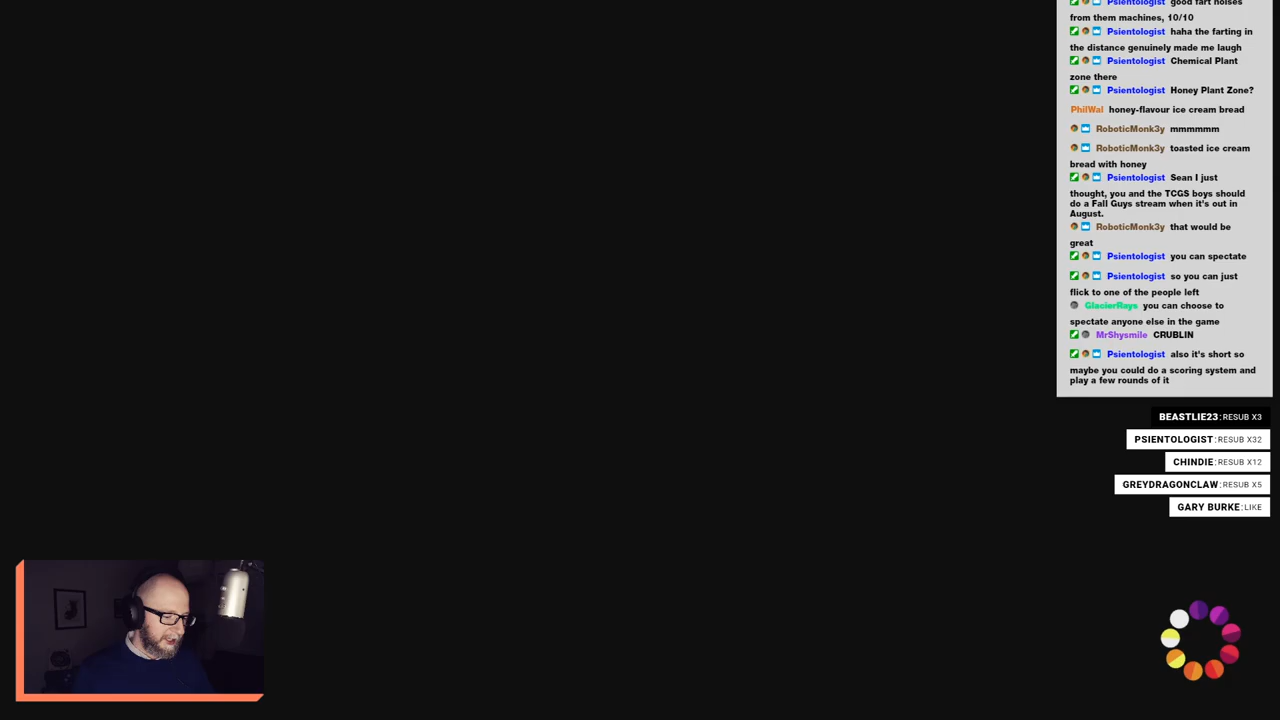 Psientologist good fart noises
from them machines, 10/10
Psientologist haha the farting in
the distance genuinely made me laugh
Psientologist Chemical Plant
zone there
Psientologist Honey Plant Zone?
PhilWal honey-flavour ice cream bread
RoboticMonk3y mmmmmm
RoboticMonk3y toasted ice cream
bread with honey
Psientologist Sean I just
thought, you and the TCGS boys should
do a Fall Guys stream when it's out in
August.
RoboticMonk3y that would be
great
Psientologist you can spectate
Psientologist so you can just
flick to one of the people left
GlacierRays you can choose to
spectate anyone else in the game
MrShysmile CRUBLIN
Psientologist also it's short so
maybe you could do a scoring system and
play a few rounds of it
BEASTLIE23:RESUB X3
PSIENTOLOGIST:RESUB X32
CHINDIE:RESUB X12
GREYDRAGONCLAW:RESUB X5
GARY BURKE:LIKE